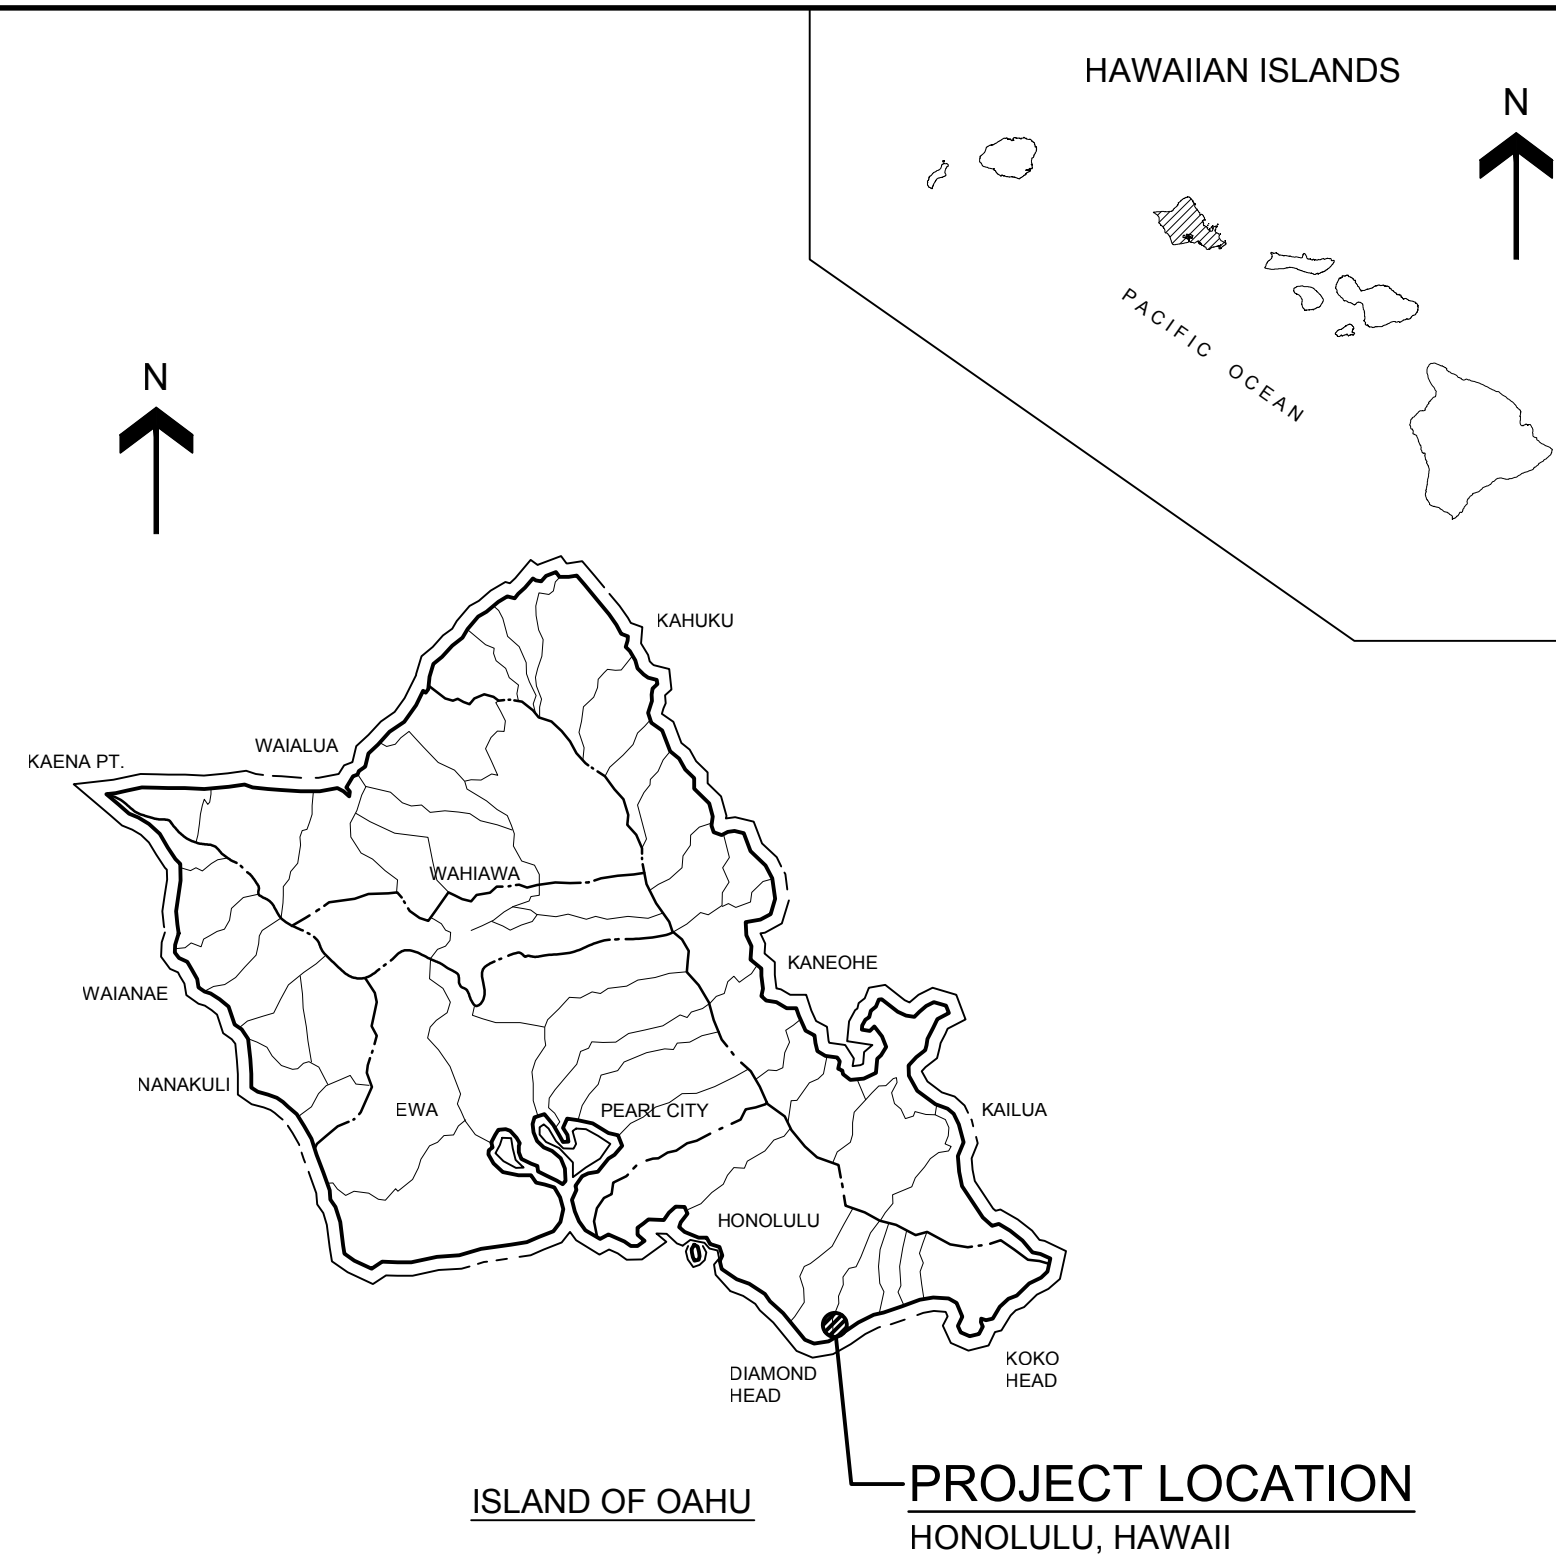 HAWAIIAN ISLANDS
N
PACIFIC OCEAN
N
KAHUKU
WAIALUA
KAENA PT.
WAHIAWA
KANEOHE
WAIANAE
NANAKULI
EWA
PEARL CITY
KAILUA
HONOLULU
DIAMOND
HEAD
KOKO
HEAD
PROJECT LOCATION
HONOLULU, HAWAII
ISLAND OF OAHU